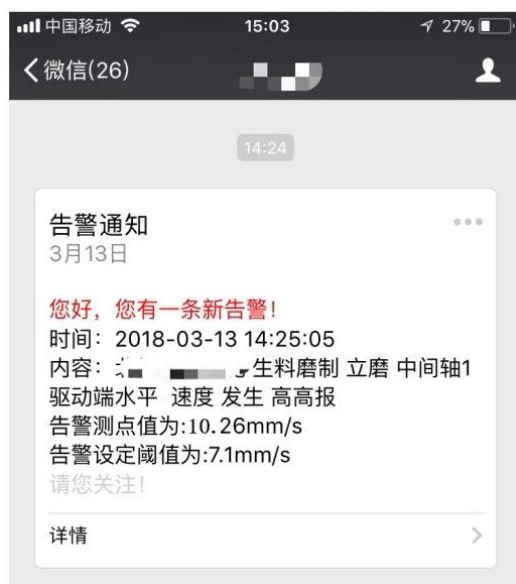 中国移动 15:03 27%
微信(26)
14:24
告警通知
3月13日
您好，您有一条新告警！
时间：2018-03-13 14:25:05
内容： 生料磨制 立磨 中间轴1
驱动端水平 速度 发生 高高报
告警测点值为:10.26mm/s
告警设定阈值为:7.1mm/s
请您关注！
详情